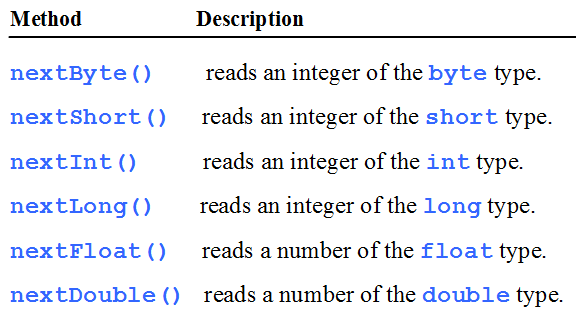 Method Description
nextByte() reads an integer of the byte type.
nextShort() reads an integer of the short type.
nextInt() reads an integer of the int type.
nextLong() reads an integer of the long type.
nextFloat() reads a number of the float type.
nextDouble() reads a number of the double type.